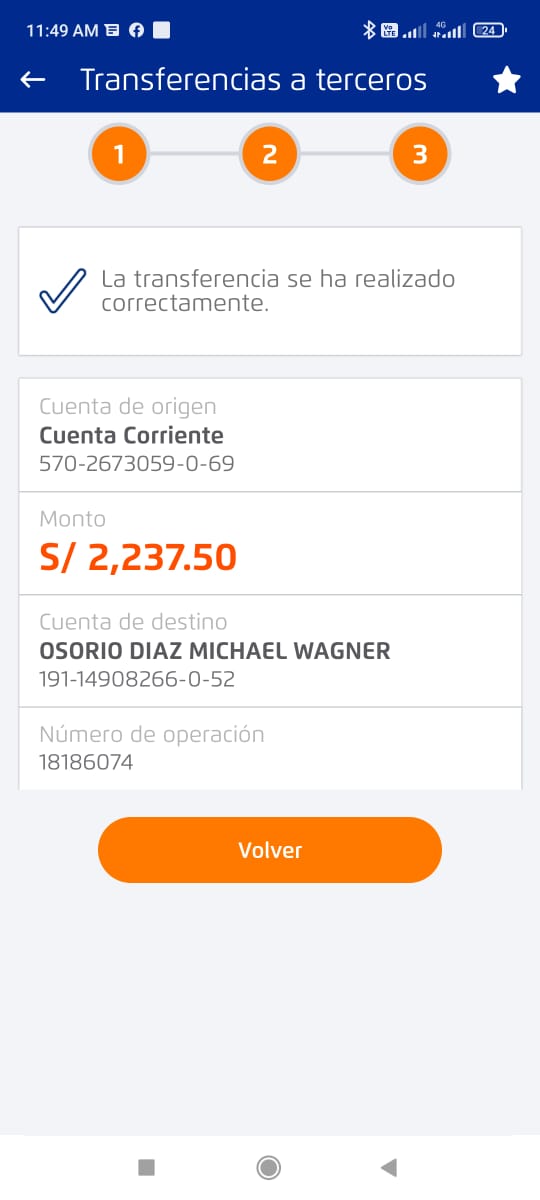 11:49 AM
Vo
LTE
4G
24
Transferencias a terceros
1 2 3
La transferencia se ha realizado
correctamente.
Cuenta de origen
Cuenta Corriente
570-2673059-0-69
Monto
S/ 2,237.50
Cuenta de destino
OSORIO DIAZ MICHAEL WAGNER
191-14908266-0-52
Número de operación
18186074
Volver